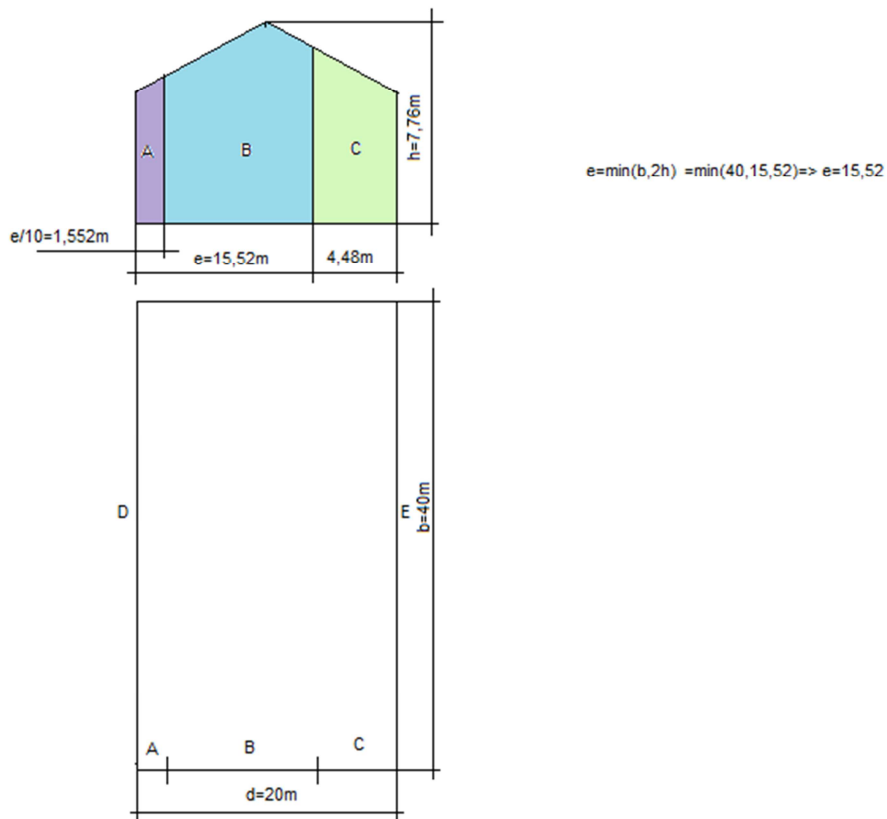 A
B
C
h=7,76m
e=min(b,2h) =min(40,15,52)=> e=15,52
e/10=1,552m
e=15,52m
4,48m
D
E
b=40m
A
B
C
d=20m